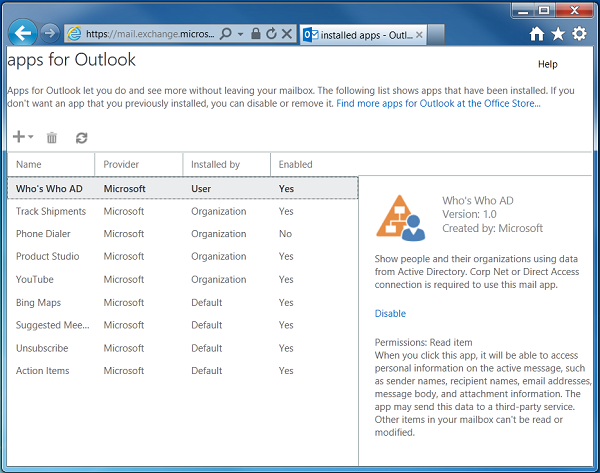 https://mail.exchange.micros...
installed apps - Outl...
apps for Outlook
Help
Apps for Outlook let you do and see more without leaving your mailbox. The following list shows apps that have been installed. If you
don't want an app that you previously installed, you can disable or remove it. Find more apps for Outlook at the Office Store...
Name Provider Installed by Enabled
Who's Who AD Microsoft User Yes
Track Shipments Microsoft Organization Yes
Phone Dialer Microsoft Organization No
Product Studio Microsoft Organization Yes
YouTube Microsoft Organization Yes
Bing Maps Microsoft Default Yes
Suggested Mee... Microsoft Default Yes
Unsubscribe Microsoft Default Yes
Action Items Microsoft Default Yes
Who's Who AD
Version: 1.0
Created by: Microsoft
Show people and their organizations using data
from Active Directory. Corp Net or Direct Access
connection is required to use this mail app.
Disable
Permissions: Read item
When you click this app, it will be able to access
personal information on the active message, such
as sender names, recipient names, email addresses,
message body, and attachment information. The
app may send this data to a third-party service.
Other items in your mailbox can't be read or
modified.